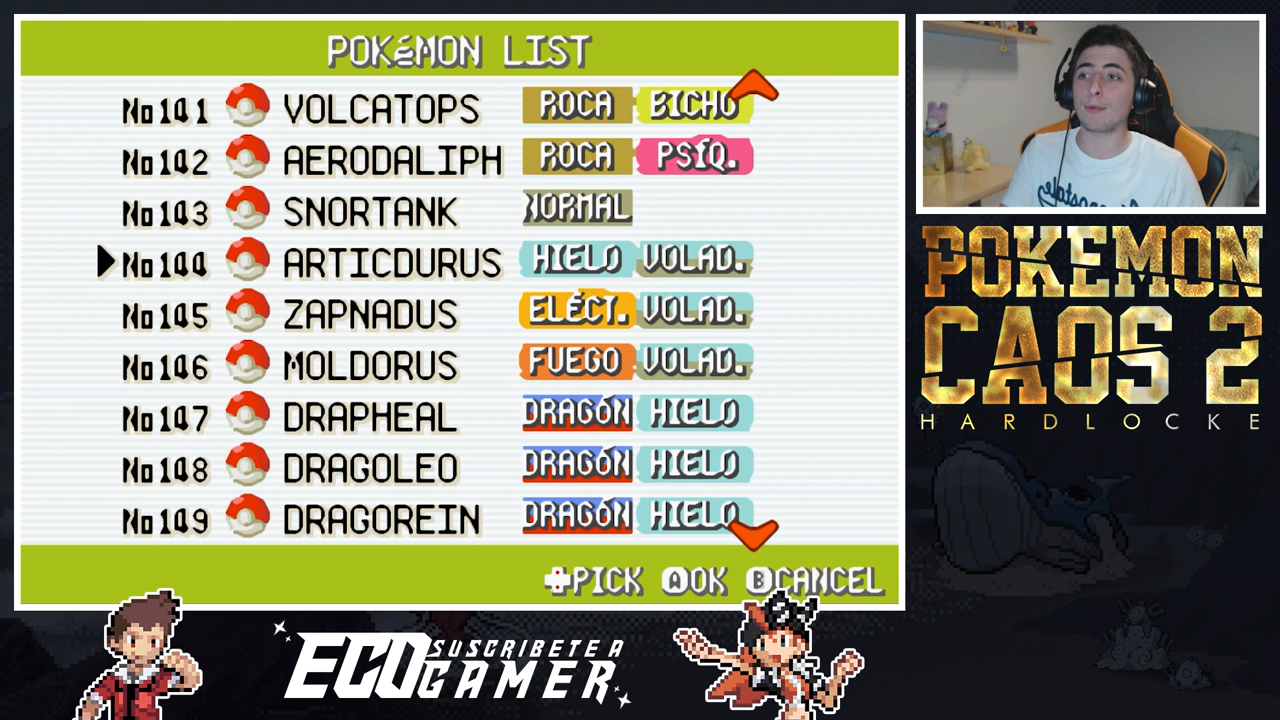 POKéMON LIST
No141 VOLCATOPS ROCA BICHO
No142 AERODALIPH ROCA PSÍQ.
No143 SNORTANK NORMAL
No144 ARTICDURUS HIELO VOLAD.
No145 ZAPNADUS ELÉCT. VOLAD.
No146 MOLDORUS FUEGO VOLAD.
No147 DRAPHEAL DRAGÓN HIELO
No148 DRAGOLEO DRAGÓN HIELO
No149 DRAGOREIN DRAGÓN HIELO
PICK A OK B CANCEL
POKEMON
CAOS 2
HARDLOCKE
SUSCRIBETE A
EGO GAMER